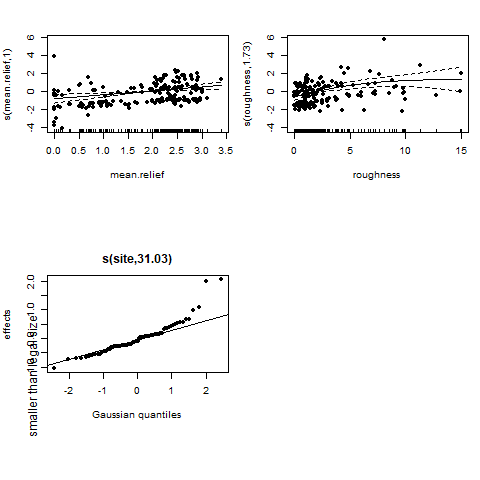 s(mean.relief,1)
6
4
2
0
-2
-4
0.0 0.5 1.0 1.5 2.0 2.5 3.0 3.5
mean.relief
s(roughness,1.73)
6
4
2
0
-2
-4
0 5 10 15
roughness
s(site,31.03)
effects
smaller than legal size
2.0
1.0
-2 -1 0 1 2
Gaussian quantiles